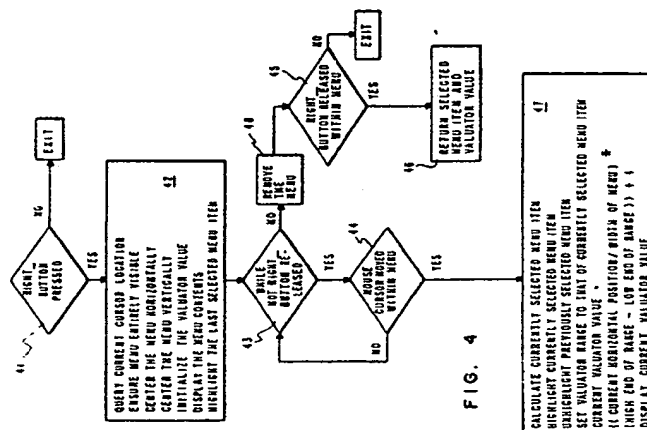 41
RIGHT
BUTTON
PRESSED
NO
EXIT
YES
42
QUERY CURRENT CURSOR LOCATION
ENSURE MENU ENTIRELY VISIBLE
CENTER THE MENU HORIZONTALLY
CENTER THE MENU VERTICALLY
INITIALIZE THE VALUATOR VALUE
DISPLAY THE MENU CONTENTS
HIGHLIGHT THE LAST SELECTED MENU ITEM
43
WHILE
NOT RIGHT
BUTTON RE-
LEASED
NO
48
REMOVE
THE
MENU
45
RIGHT
BUTTON RELEASED
WITHIN MENU
NO
EXIT
YES
46
RETURN SELECTED
MENU ITEM AND
VALUATOR VALUE
YES
44
MOUSE
CURSOR MOVED
WITHIN MENU
NO
YES
47
CALCULATE CURRENTLY SELECTED MENU ITEM
HIGHLIGHT CURRENTLY SELECTED MENU ITEM
UNHIGHLIGHT PREVIOUSLY SELECTED MENU ITEM
SET VALUATOR RANGE TO THAT OF CURRENTLY SELECTED MENU ITEM
CURRENT VALUATOR VALUE
(CURRENT HORIZONTAL POSITION/WIDTH OF MENU) *
(HIGH END OF RANGE - LOW END OF RANGE))
DISPLAY CURRENT VALUATOR VALUE
FIG. 4